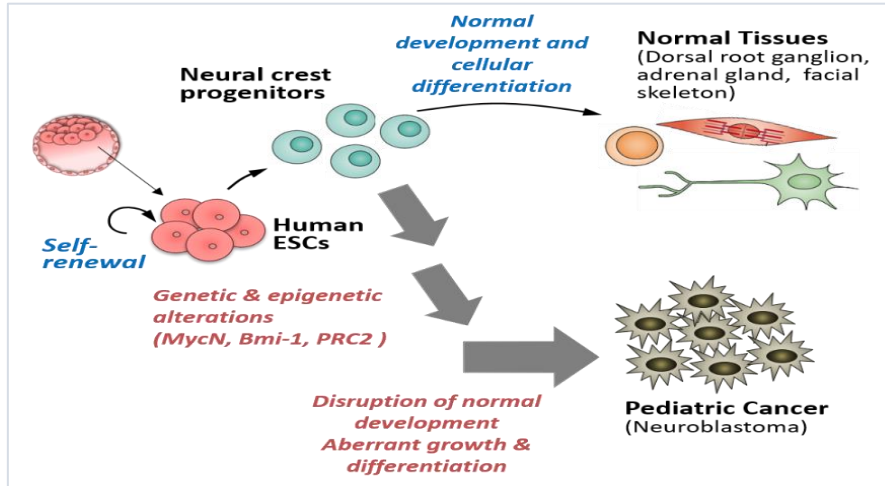 Normal
development and
cellular
differentiation
Normal Tissues
(Dorsal root ganglion,
adrenal gland, facial
skeleton)
Neural crest
progenitors
Self-
renewal
Human
ESCs
Genetic & epigenetic
alterations
(MycN, Bmi-1, PRC2 )
Disruption of normal
development
Aberrant growth &
differentiation
Pediatric Cancer
(Neuroblastoma)